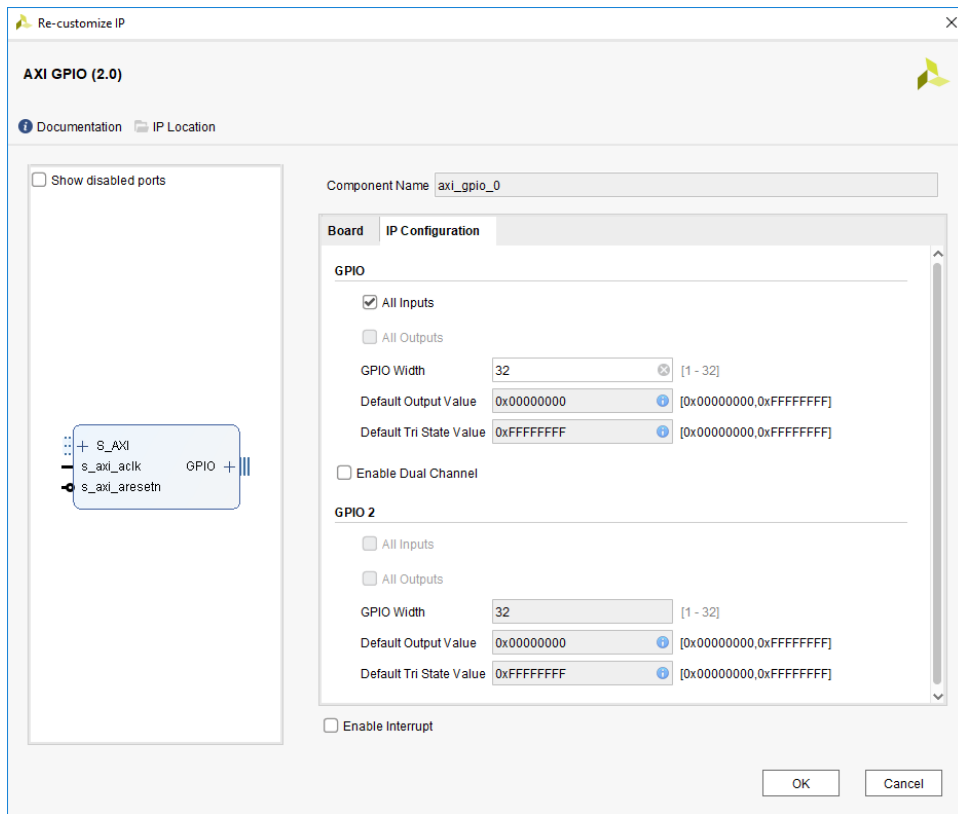 Re-customize IP
AXI GPIO (2.0)
Documentation IP Location
Show disabled ports
S_AXI
s_axi_aclk GPIO
s_axi_aresetn
Component Name axi_gpio_0
Board IP Configuration
GPIO
All Inputs
All Outputs
GPIO Width 32 [1 - 32]
Default Output Value 0x00000000 [0x00000000,0xFFFFFFFF]
Default Tri State Value 0xFFFFFFFF [0x00000000,0xFFFFFFFF]
Enable Dual Channel
GPIO 2
All Inputs
All Outputs
GPIO Width 32 [1 - 32]
Default Output Value 0x00000000 [0x00000000,0xFFFFFFFF]
Default Tri State Value 0xFFFFFFFF [0x00000000,0xFFFFFFFF]
Enable Interrupt
OK Cancel